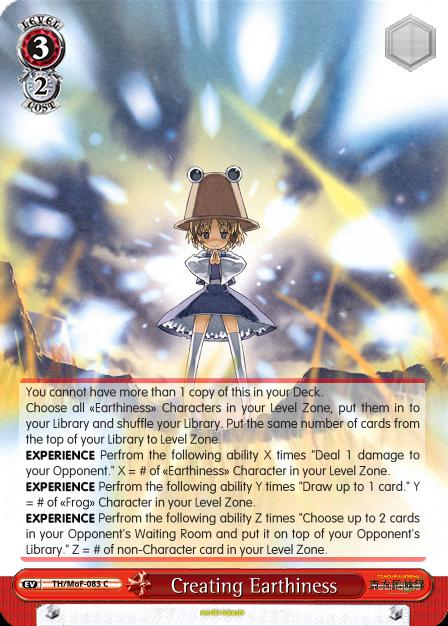 LEVEL
3
2
COST
You cannot have more than 1 copy of this in your Deck.
Choose all «Earthiness» Characters in your Level Zone, put them in to
your Library and shuffle your Library. Put the same number of cards from
the top of your Library to Level Zone.
EXPERIENCE Perfrom the following ability X times "Deal 1 damage to
your Opponent." X = # of «Earthiness» Character in your Level Zone.
EXPERIENCE Perfrom the following ability Y times "Draw up to 1 card." Y
= # of «Frog» Character in your Level Zone.
EXPERIENCE Perfrom the following ability Z times "Choose up to 2 cards
in your Opponent's Waiting Room and put it on top of your Opponent's
Library." Z = # of non-Character card in your Level Zone.
EV TH/MoF-083 C Creating Earthiness